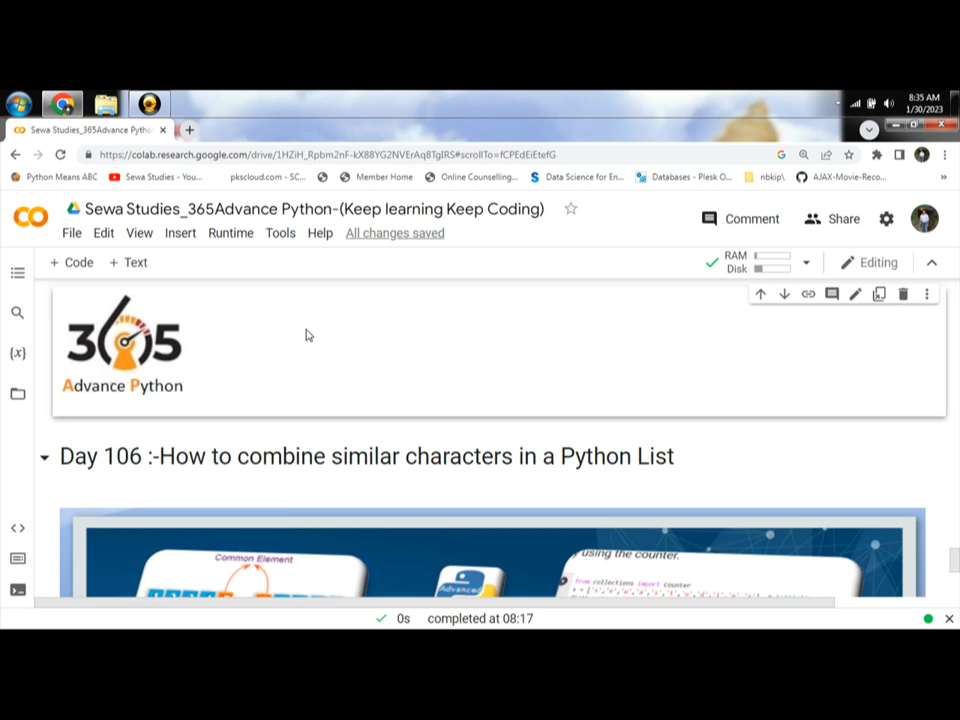 8:35 AM
1/30/2023
Sewa Studies_365Advance Pytho
https://colab.research.google.com/drive/1HZiH_Rpbm2nF-kX88YG2NVErAq8TgIRS#scrollTo=fCPEdEiEtefG
Python Means ABC
Sewa Studies - You...
pkscloud.com - SC...
Member Home
Online Counselling...
Data Science for En...
Databases - Plesk O...
nbkip\
AJAX-Movie-Reco...
»
Sewa Studies_365Advance Python-(Keep learning Keep Coding)
Comment
Share
File Edit View Insert Runtime Tools Help All changes saved
+ Code + Text
RAM
Disk
Editing
{x}
365
Advance Python
Day 106 :-How to combine similar characters in a Python List
Common Element
Advanced
y using the counter.
from collections import Counter
0s completed at 08:17